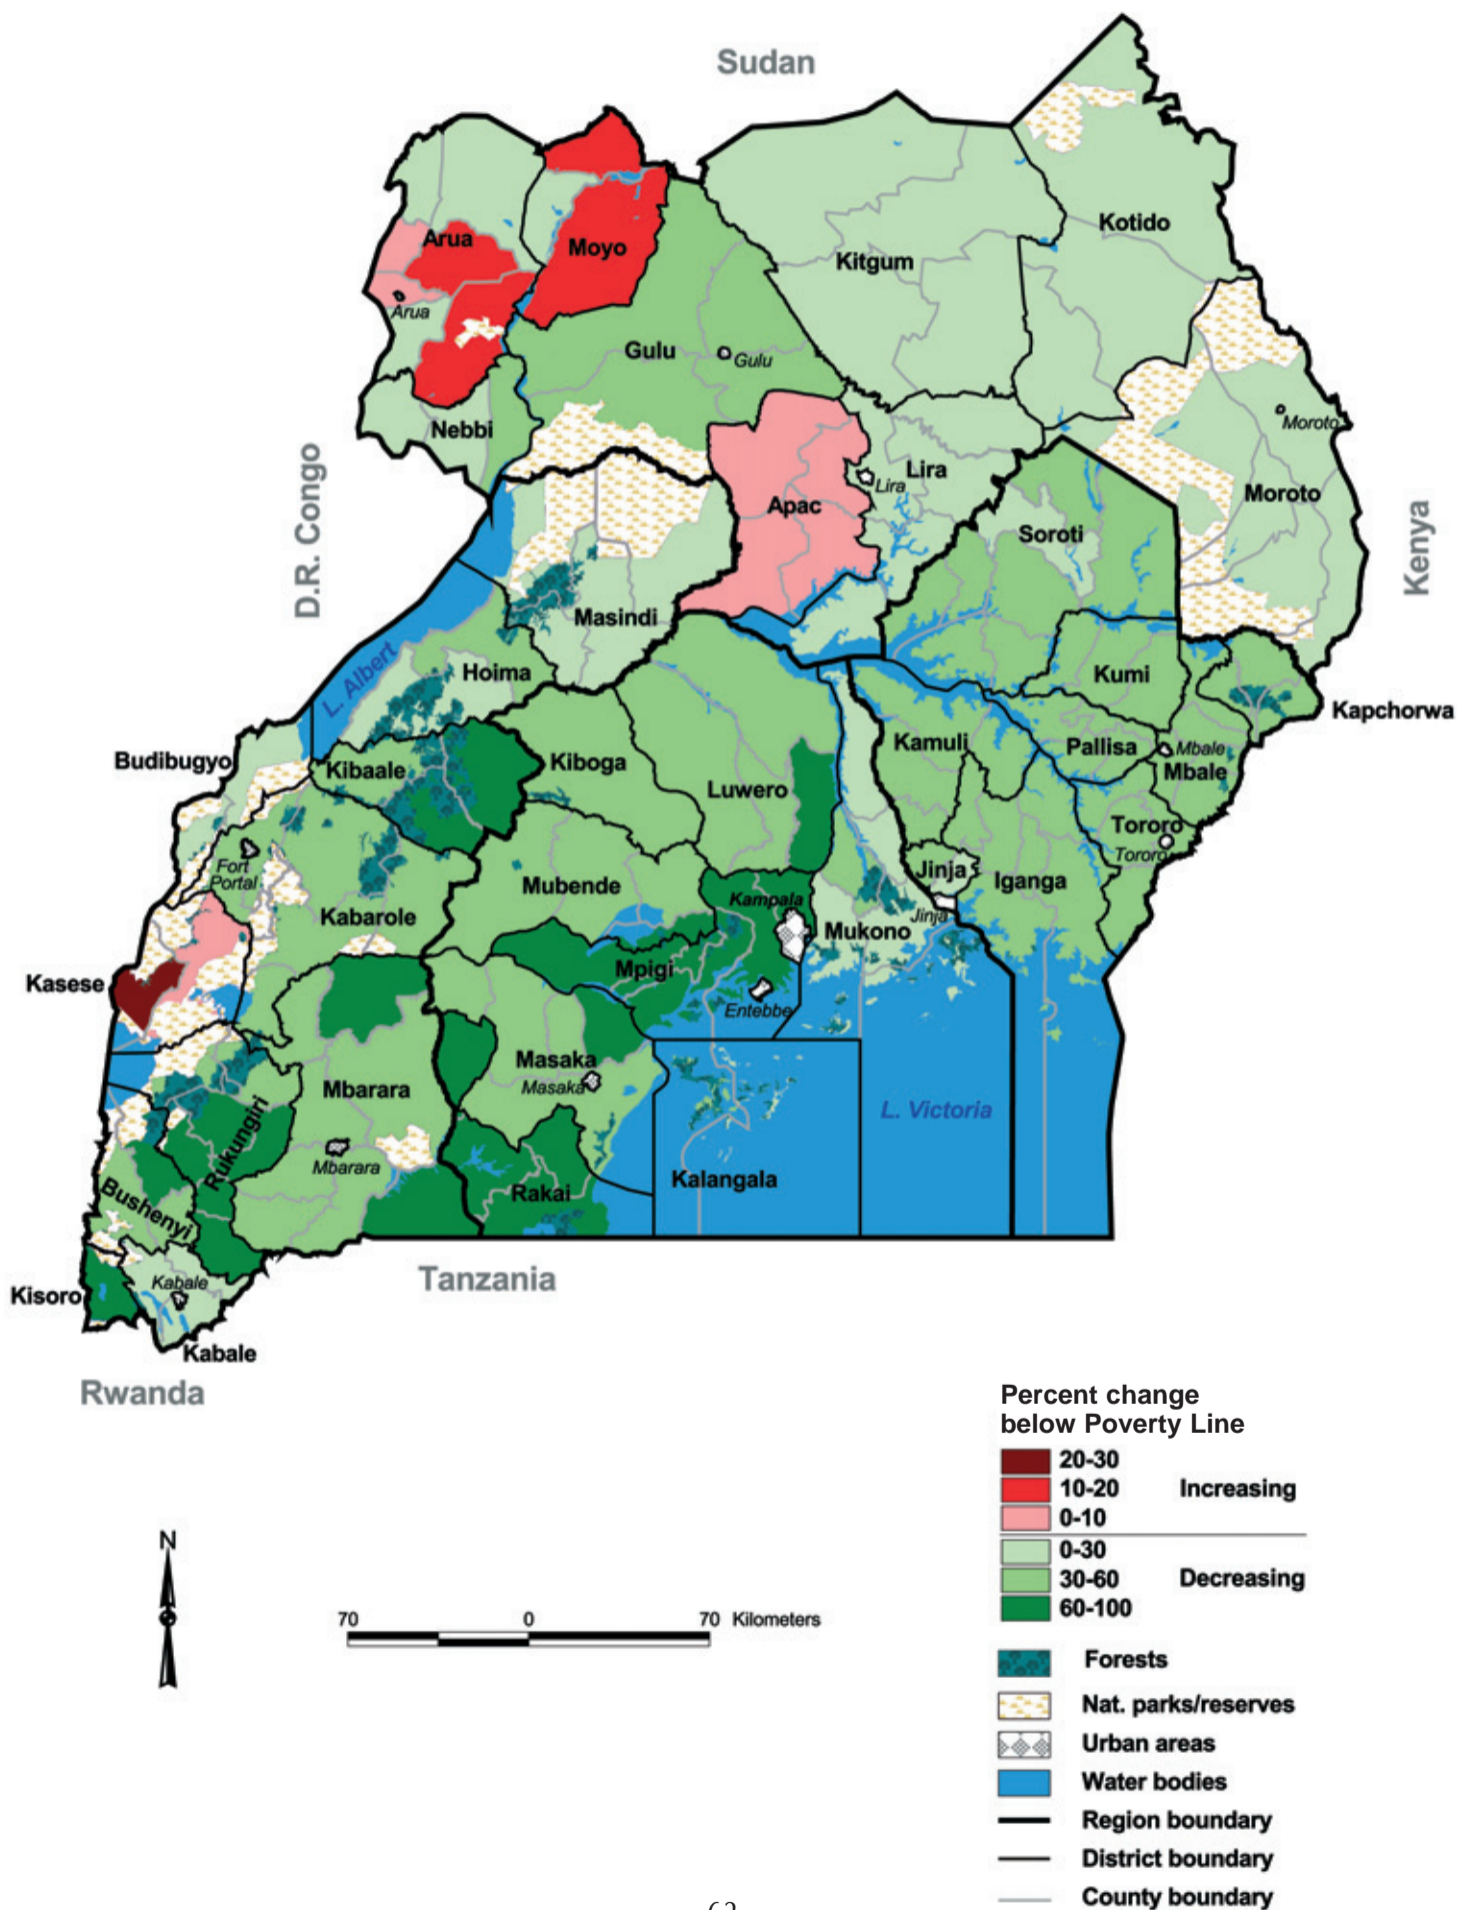 Sudan
Kotido
Arua
Moyo
Kitgum
Arua
Gulu
Gulu
Moroto
Nebbi
Lira
Lira
Moroto
Apac
D.R. Congo
Soroti
Kenya
Masindi
L. Albert
Hoima
Kumi
Kapchorwa
Budibugyo
Kibaale
Kiboga
Kamuli
Pallisa
Mbale
Mbale
Luwero
Tororo
Tororo
Fort
Portal
Mubende
Jinja
Iganga
Kampala
Kabarole
Jinja
Mukono
Kasese
Mpigi
Entebbe
Masaka
Masaka
Mbarara
L. Victoria
Rukungiri
Mbarara
Kalangala
Rakai
Bushenyi
Tanzania
Kabale
Kisoro
Kabale
Rwanda
Percent change
below Poverty Line
20-30
10-20 Increasing
0-10
0-30
30-60 Decreasing
60-100
N
70 0 70 Kilometers
Forests
Nat. parks/reserves
Urban areas
Water bodies
Region boundary
District boundary
County boundary